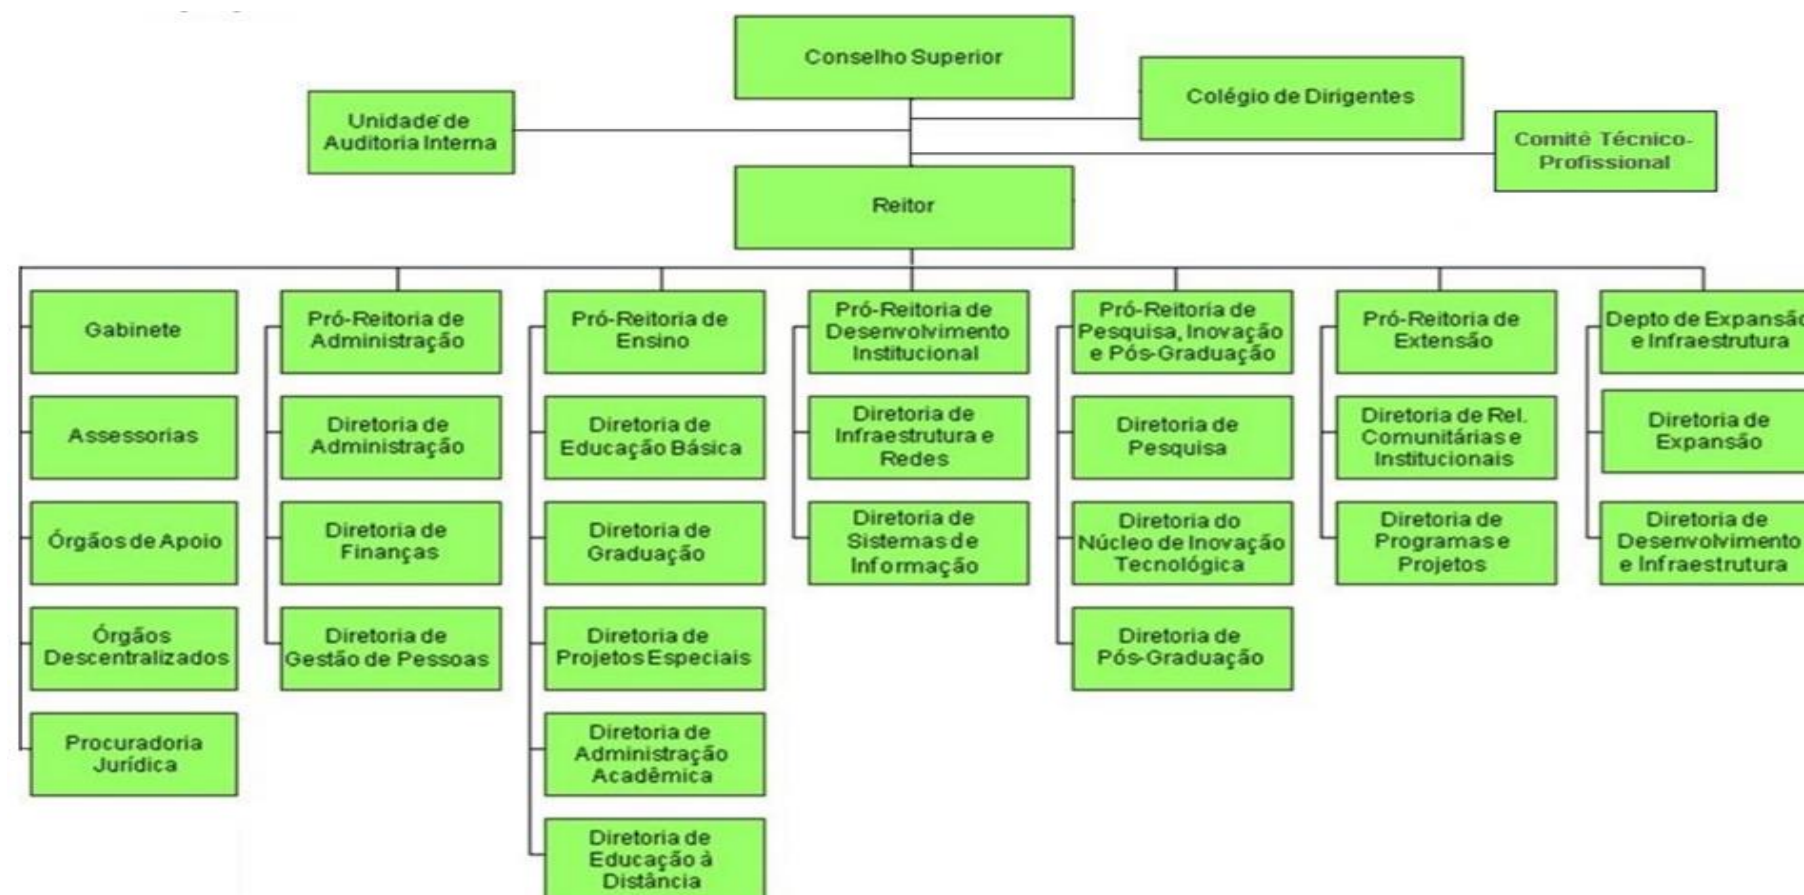 Conselho Superior
Colégio de Dirigentes
Unidade de
Auditoria Interna
Comitê Técnico-
Profissional
Reitor
Gabinete
Assessorias
Órgãos de Apoio
Órgãos
Descentralizados
Procuradoria
Jurídica
Pró-Reitoria de
Administração
Diretoria de
Administração
Diretoria de
Finanças
Diretoria de
Gestão de Pessoas
Pró-Reitoria de
Ensino
Diretoria de
Educação Básica
Diretoria de
Graduação
Diretoria de
Projetos Especiais
Diretoria de
Administração
Acadêmica
Diretoria de
Educação à
Distância
Pró-Reitoria de
Desenvolvimento
Institucional
Diretoria de
Infraestrutura e
Redes
Diretoria de
Sistemas de
Informação
Pró-Reitoria de
Pesquisa, Inovação
e Pós-Graduação
Diretoria de
Pesquisa
Diretoria do
Núcleo de Inovação
Tecnológica
Diretoria de
Pós-Graduação
Pró-Reitoria de
Extensão
Diretoria de Rel.
Comunitárias e
Institucionais
Diretoria de
Programas e
Projetos
Depto de Expansão
e Infraestrutura
Diretoria de
Expansão
Diretoria de
Desenvolvimento
e Infraestrutura